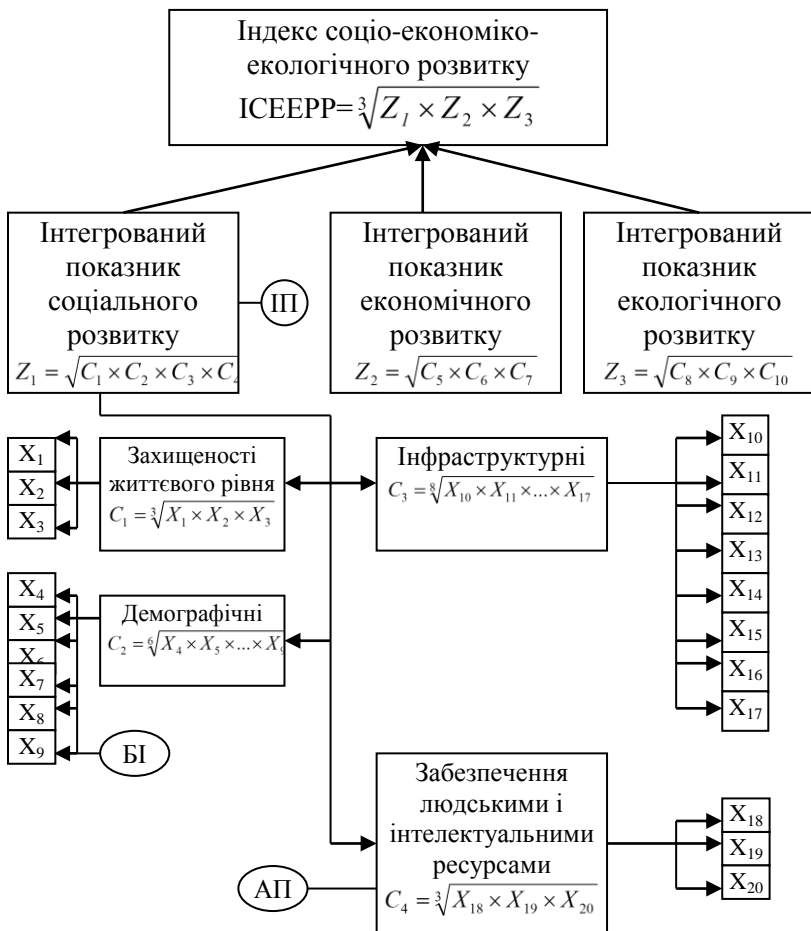 Індекс соціо-економіко-
екологічного розвитку
ІСЕЕРР=∛(Z₁ × Z₂ × Z₃)
Інтегрований
показник
соціального
розвитку
Z₁ = √(C₁ × C₂ × C₃ × C₄)
ІП
Інтегрований
показник
економічного
розвитку
Z₂ = √(C₅ × C₆ × C₇)
Інтегрований
показник
екологічного
розвитку
Z₃ = √(C₈ × C₉ × C₁₀)
X₁
X₂
X₃
Захищеності
життєвого рівня
C₁ = ∛(X₁ × X₂ × X₃)
Інфраструктурні
C₃ = ⁸√(X₁₀ × X₁₁ × ... × X₁₇)
X₁₀
X₁₁
X₁₂
X₁₃
X₁₄
X₁₅
X₁₆
X₁₇
X₄
X₅
X₆
X₇
X₈
X₉
Демографічні
C₂ = ⁶√(X₄ × X₅ × ... × X₉)
БІ
Забезпечення
людськими і
інтелектуальними
ресурсами
C₄ = ∛(X₁₈ × X₁₉ × X₂₀)
АП
X₁₈
X₁₉
X₂₀